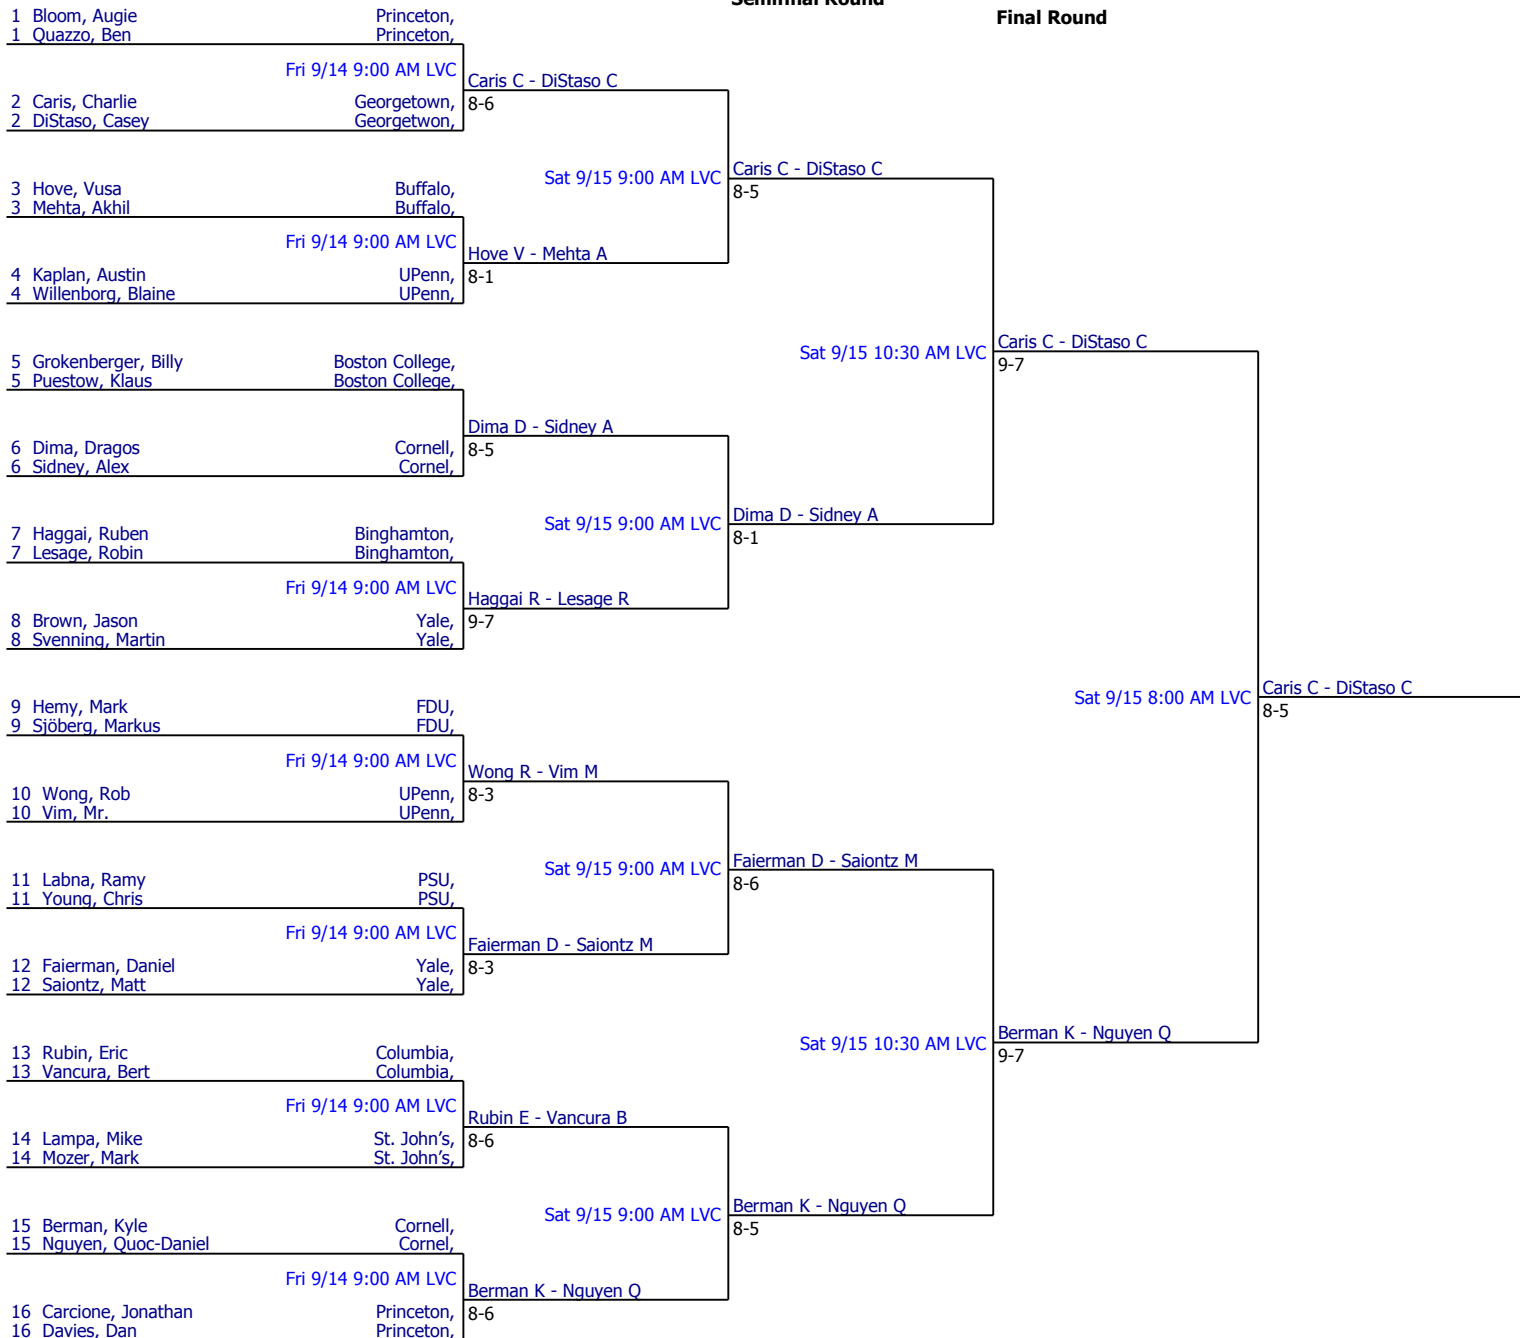 Semifinal Round
Final Round
1 Bloom, Augie Princeton,
1 Quazzo, Ben Princeton,
Fri 9/14 9:00 AM LVC
Caris C - DiStaso C
8-6
2 Caris, Charlie Georgetown,
2 DiStaso, Casey Georgetwon,
Sat 9/15 9:00 AM LVC
Caris C - DiStaso C
8-5
3 Hove, Vusa Buffalo,
3 Mehta, Akhil Buffalo,
Fri 9/14 9:00 AM LVC
Hove V - Mehta A
8-1
4 Kaplan, Austin UPenn,
4 Willenborg, Blaine UPenn,
Sat 9/15 10:30 AM LVC
Caris C - DiStaso C
9-7
5 Grokenberger, Billy Boston College,
5 Puestow, Klaus Boston College,
Dima D - Sidney A
8-5
6 Dima, Dragos Cornell,
6 Sidney, Alex Cornel,
Sat 9/15 9:00 AM LVC
Dima D - Sidney A
8-1
7 Haggai, Ruben Binghamton,
7 Lesage, Robin Binghamton,
Fri 9/14 9:00 AM LVC
Haggai R - Lesage R
9-7
8 Brown, Jason Yale,
8 Svenning, Martin Yale,
Sat 9/15 8:00 AM LVC
Caris C - DiStaso C
8-5
9 Hemy, Mark FDU,
9 Sjöberg, Markus FDU,
Fri 9/14 9:00 AM LVC
Wong R - Vim M
8-3
10 Wong, Rob UPenn,
10 Vim, Mr. UPenn,
Sat 9/15 9:00 AM LVC
Faierman D - Saiontz M
8-6
11 Labna, Ramy PSU,
11 Young, Chris PSU,
Fri 9/14 9:00 AM LVC
Faierman D - Saiontz M
8-3
12 Faierman, Daniel Yale,
12 Saiontz, Matt Yale,
Sat 9/15 10:30 AM LVC
Berman K - Nguyen Q
9-7
13 Rubin, Eric Columbia,
13 Vancura, Bert Columbia,
Fri 9/14 9:00 AM LVC
Rubin E - Vancura B
8-6
14 Lampa, Mike St. John’s,
14 Mozer, Mark St. John’s,
Sat 9/15 9:00 AM LVC
Berman K - Nguyen Q
8-5
15 Berman, Kyle Cornell,
15 Nguyen, Quoc-Daniel Cornel,
Fri 9/14 9:00 AM LVC
Berman K - Nguyen Q
8-6
16 Carcione, Jonathan Princeton,
16 Davies, Dan Princeton,